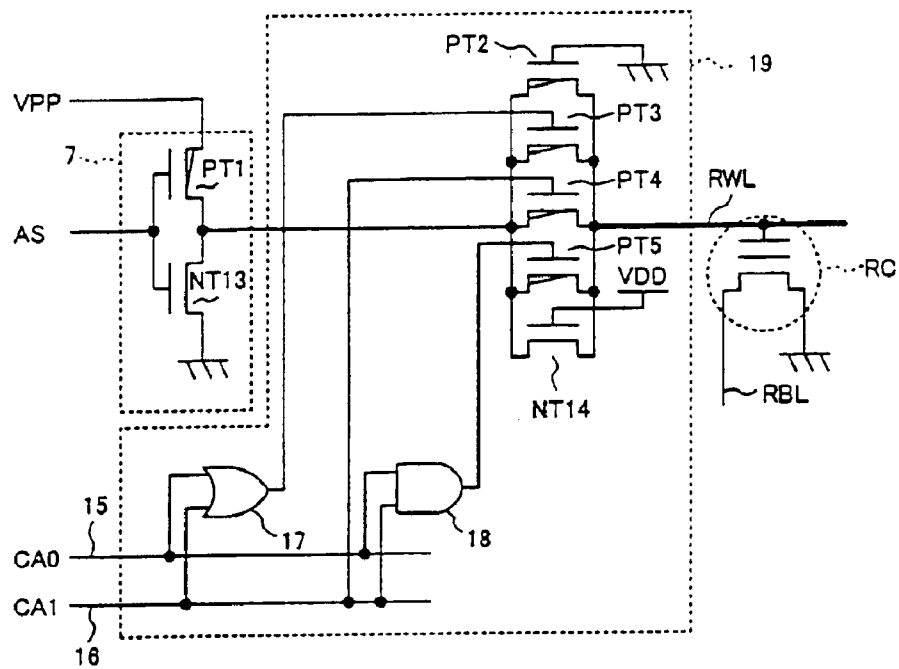 PT2
19
VPP
PT3
7
PT1
PT4
RWL
AS
PT5
VDD
RC
NT13
NT14
RBL
15
17
18
CA0
CA1
16